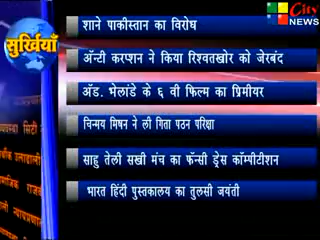 City
NEWS
सुर्खियाँ
शाने पाकीस्तान का विरोध
ॲन्टी करप्शन ने किया रिश्वतखोर को जेरबंद
ॲड. भेलांडे के ६ वी फिल्म का प्रिमीयर
चिन्मय मिषन ने ली गिता पठन परिक्षा
साहु तेली सखी मंच का फॅन्सी ड्रेस कॉम्पीटीशन
भारत हिंदी पुस्तकालय का तुलसी जयंती